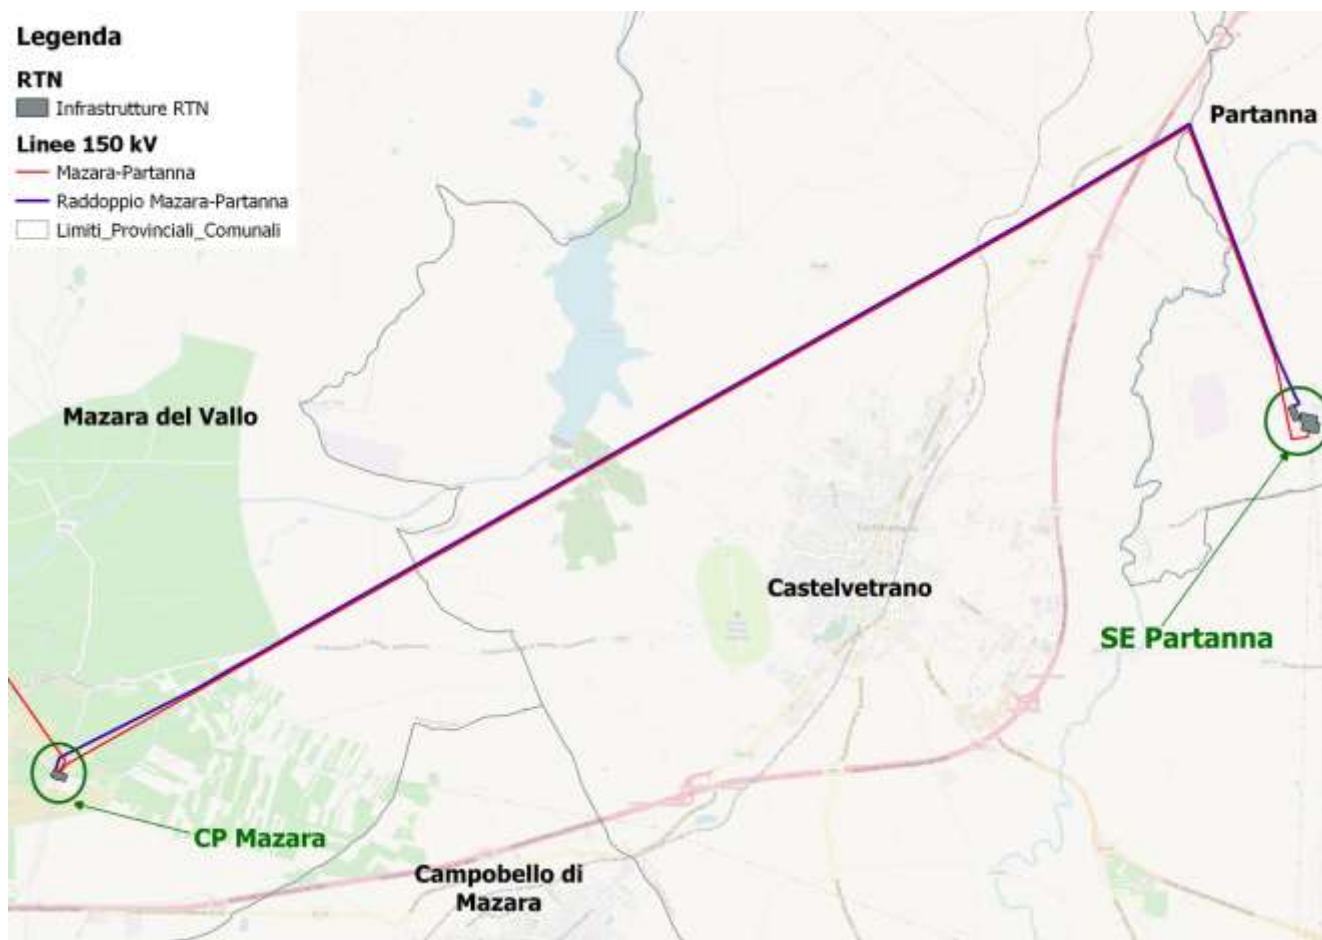 Legenda
RTN
Infrastrutture RTN
Linee 150 kV
Mazara-Partanna
Raddoppio Mazara-Partanna
Limiti_Provinciali_Comunali
Partanna
Mazara del Vallo
Castelvetrano
SE Partanna
CP Mazara
Campobello di
Mazara